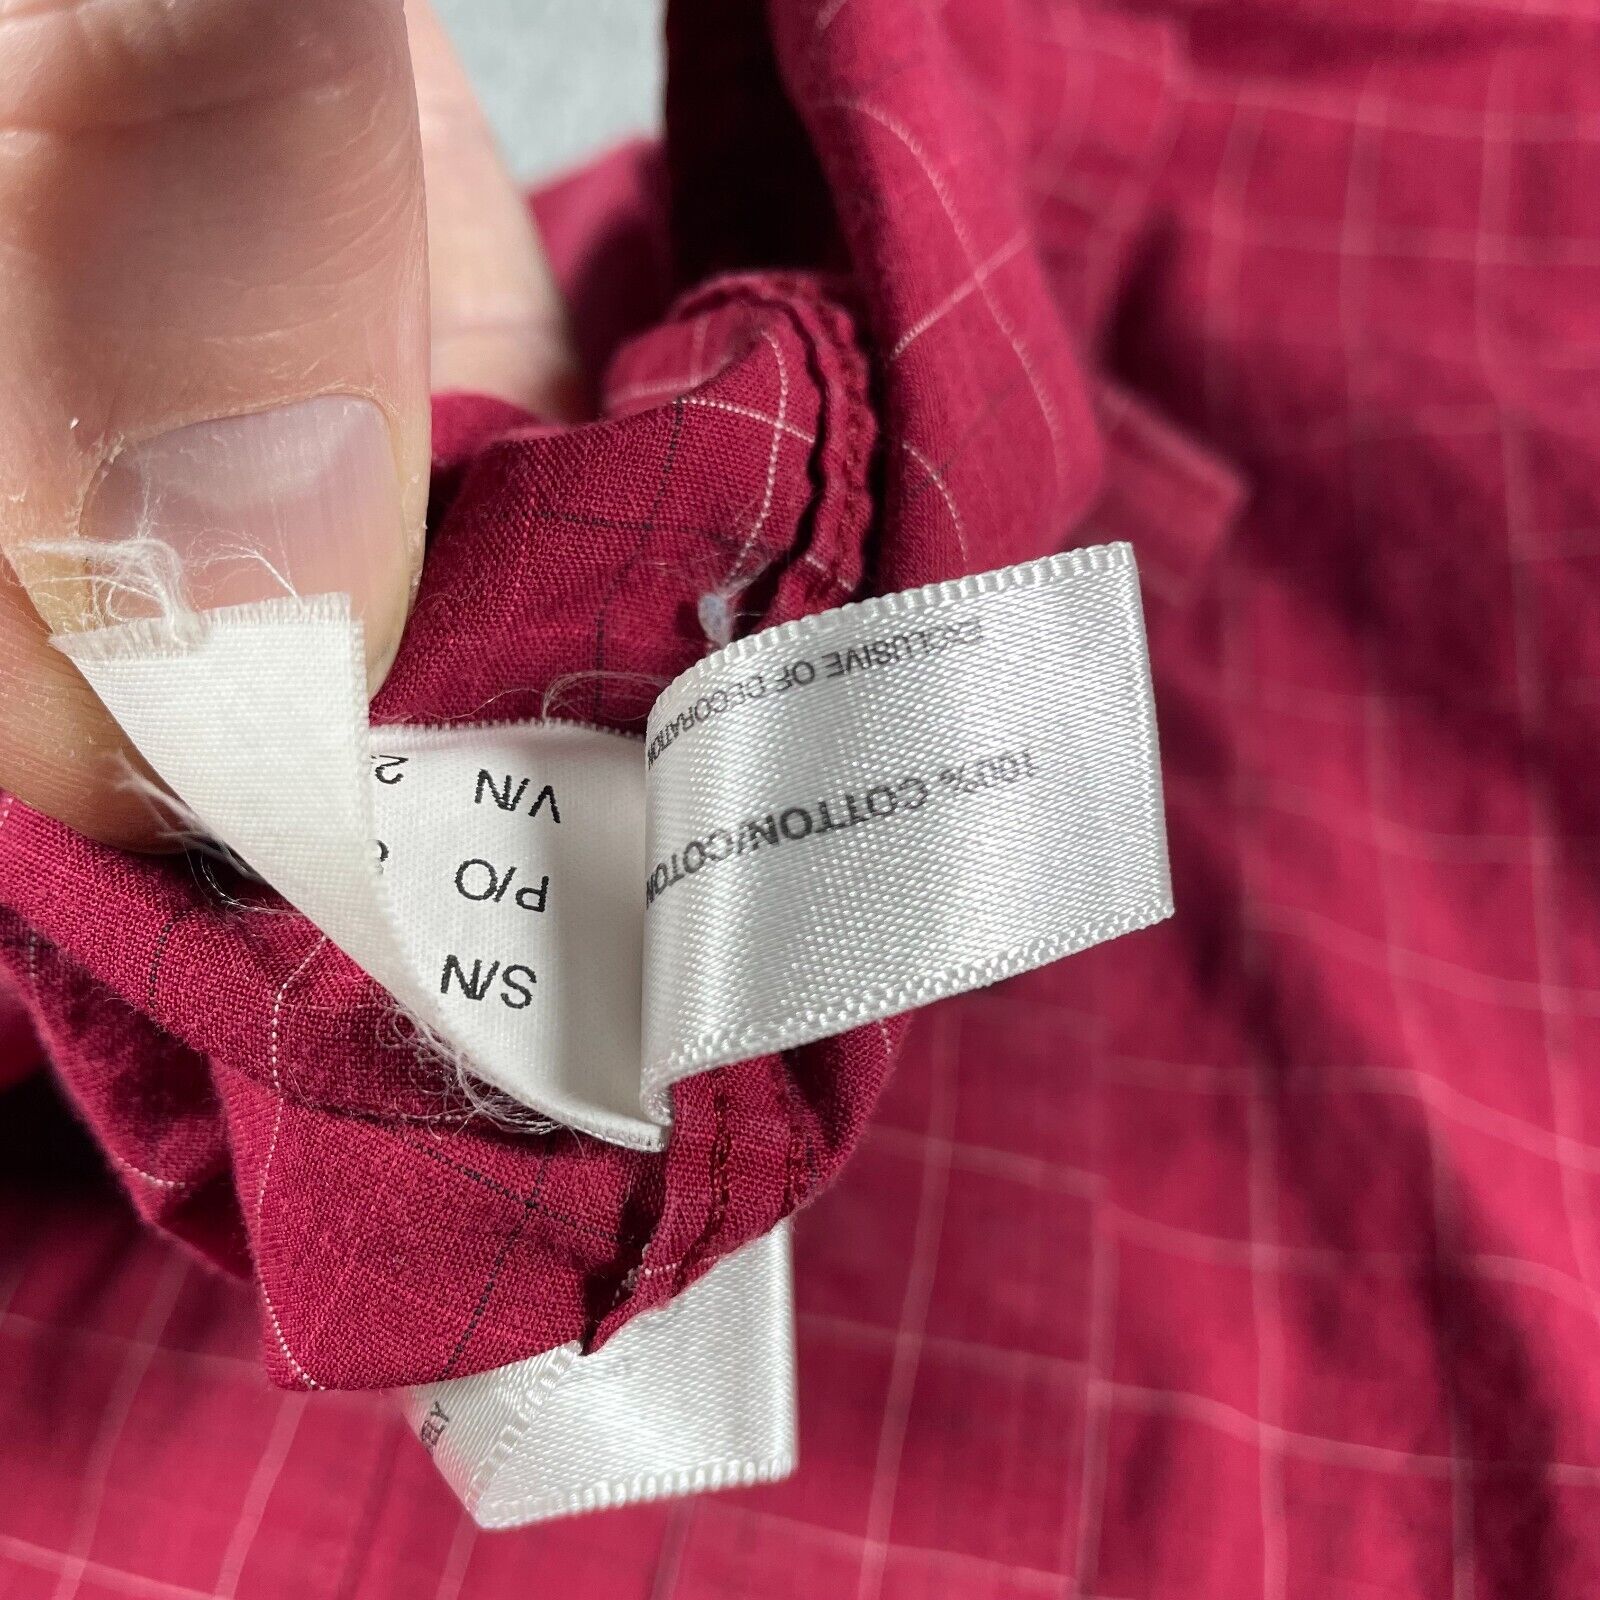 100% COTTON/COTON
EXCLUSIVE OF DECORATION
S/N
P/O
V/N